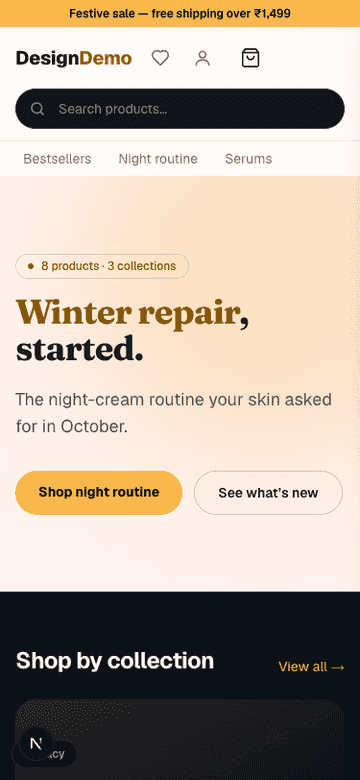 Festive sale — free shipping over ₹1,499
DesignDemo
Search products...
Bestsellers Night routine Serums
8 products · 3 collections
Winter repair,
started.
The night-cream routine your skin asked
for in October.
Shop night routine See what's new
Shop by collection View all →
N